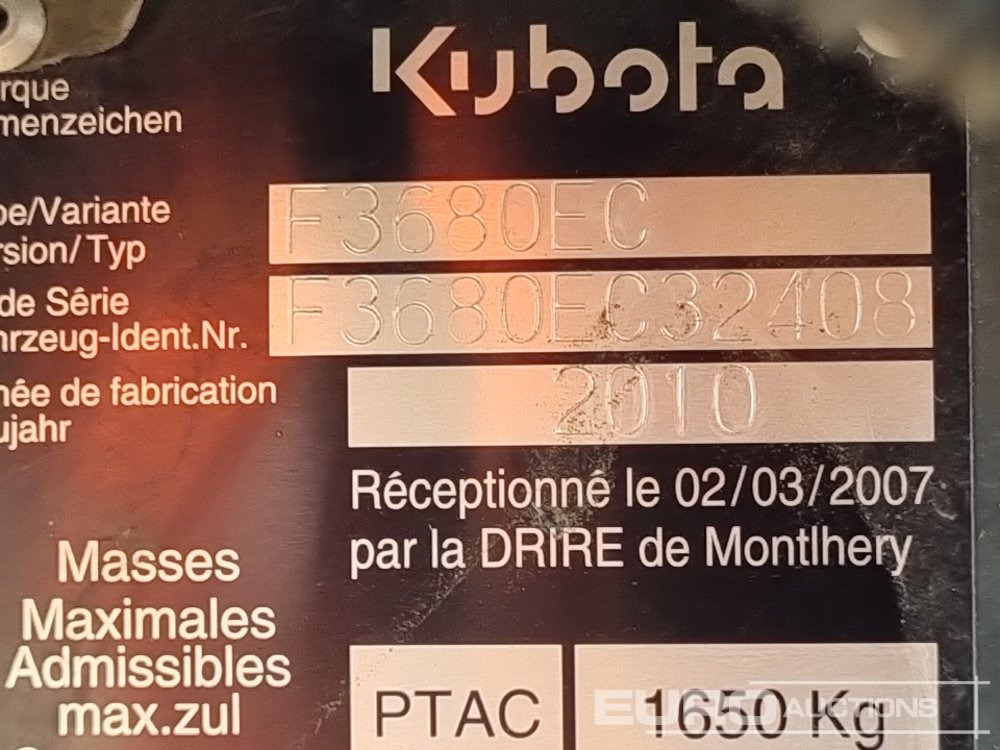 Kubota
rque
menzeichen
pe/Variante
rsion/Typ
F3680EC
de Série
hrzeug-Ident.Nr.
F3680EC32408
née de fabrication
ujahr
2010
Réceptionné le 02/03/2007
par la DRIRE de Montlhery
Masses
Maximales
Admissibles
max.zul
PTAC
1650 Kg
EURO AUCTIONS